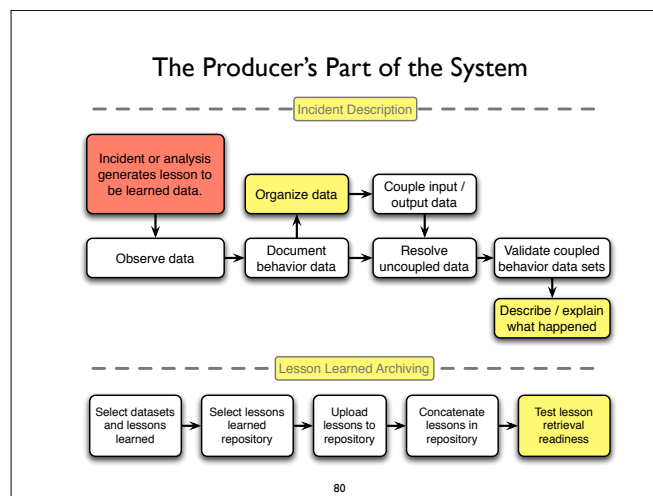 The Producer's Part of the System
Incident Description
Incident or analysis
generates lesson to
be learned data.
Organize data
Couple input /
output data
Observe data
Document
behavior data
Resolve
uncoupled data
Validate coupled
behavior data sets
Describe / explain
what happened
Lesson Learned Archiving
Select datasets
and lessons
learned
Select lessons
learned
repository
Upload
lessons to
repository
Concatenate
lessons in
repository
Test lesson
retrieval
readiness
80